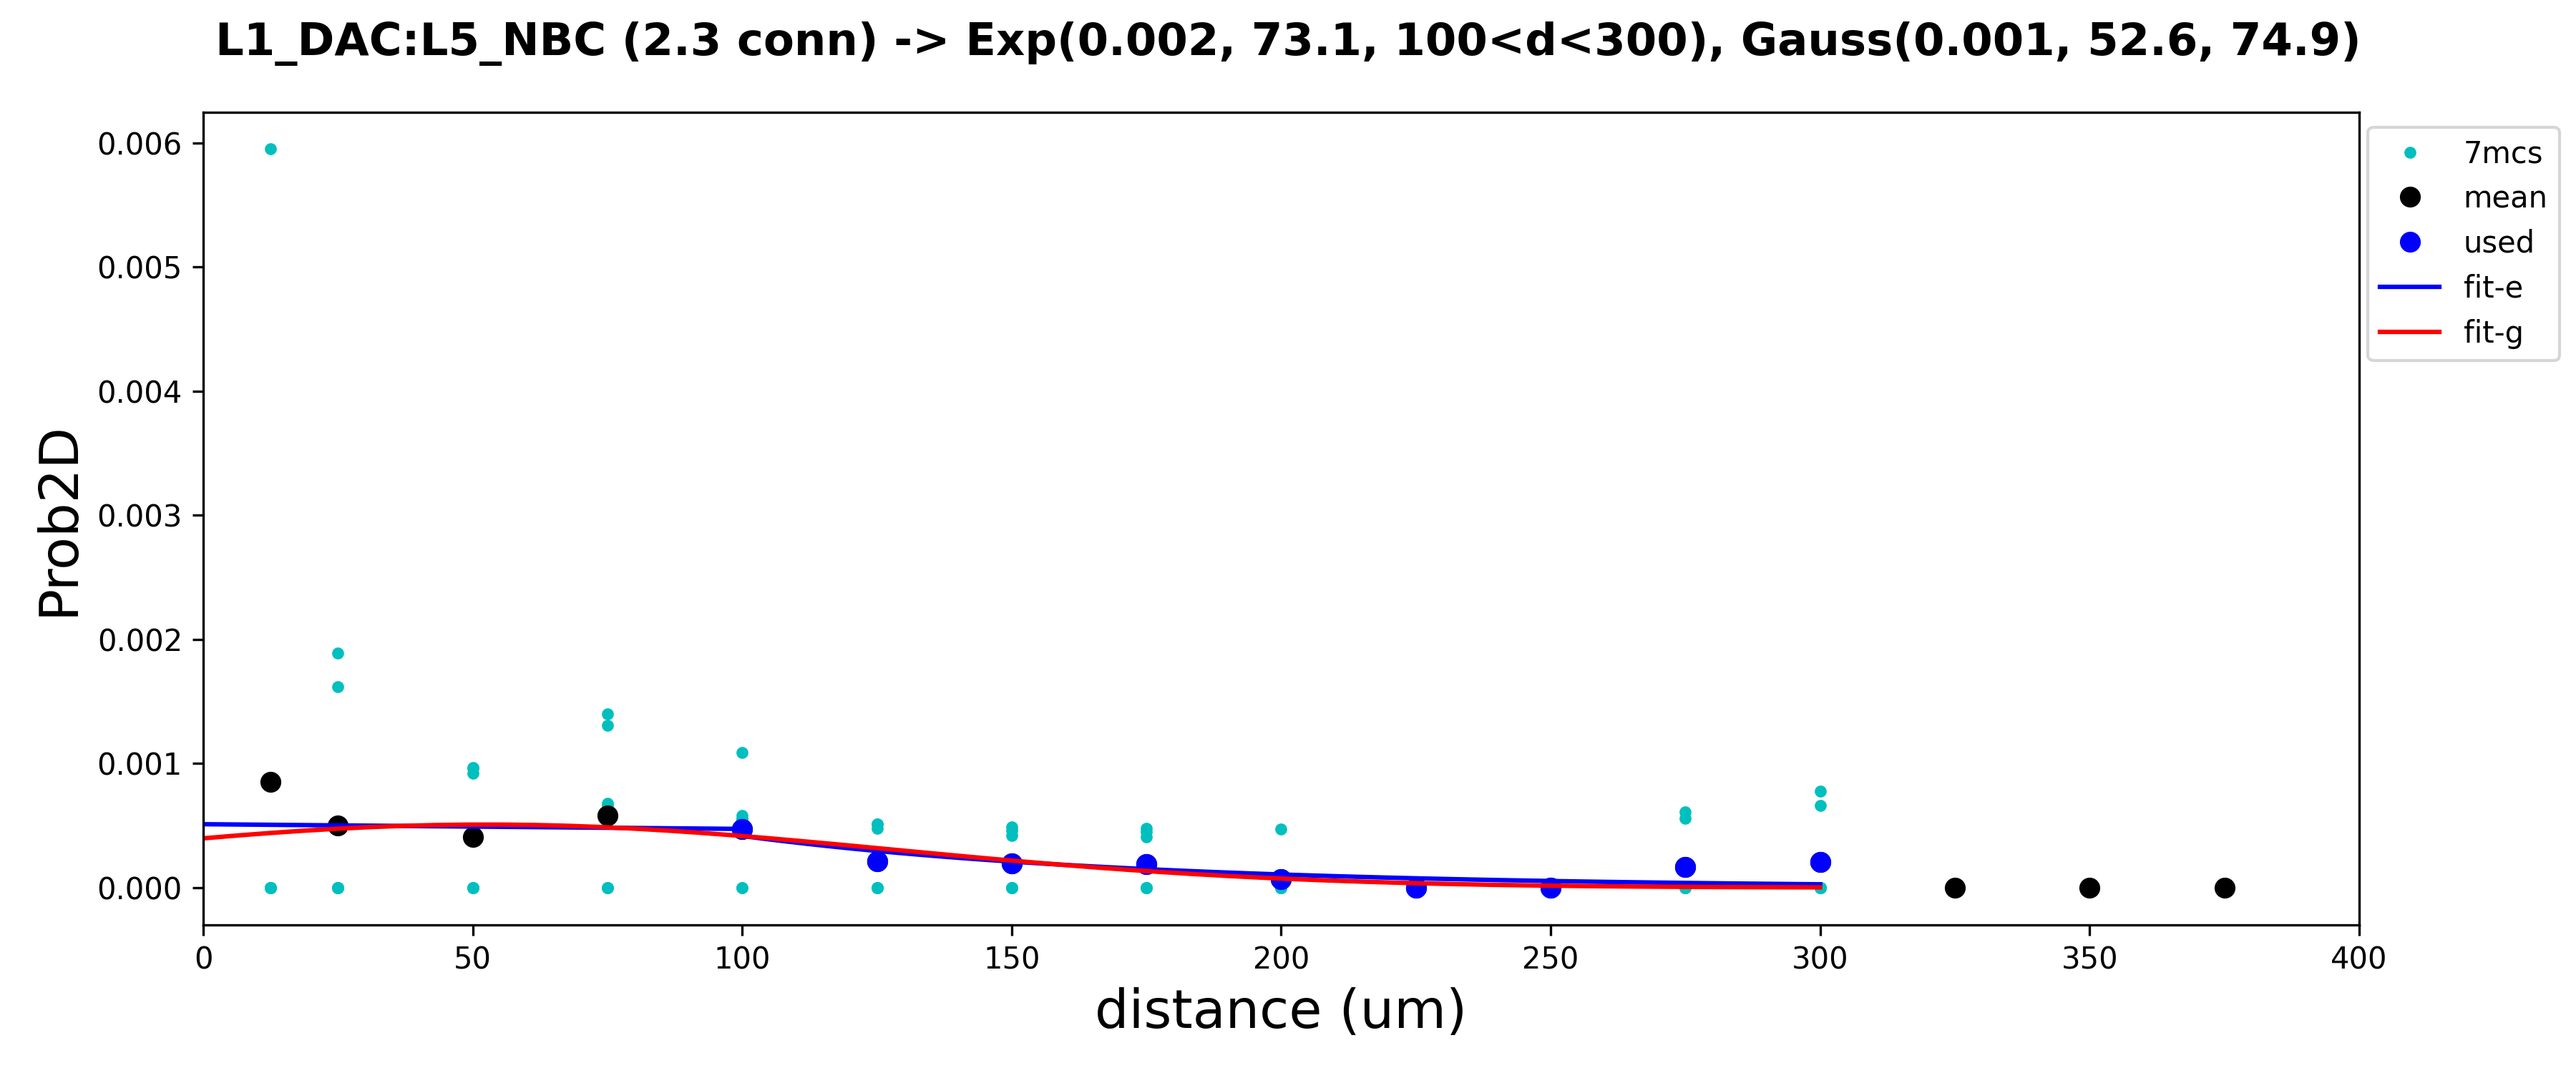 L1_DAC:L5_NBC (2.3 conn) -> Exp(0.002, 73.1, 100<d<300), Gauss(0.001, 52.6, 74.9)
0.006
0.005
0.004
0.003
0.002
0.001
0.000
Prob2D
0 50 100 150 200 250 300 350 400
distance (um)
7mcs
mean
used
fit-e
fit-g